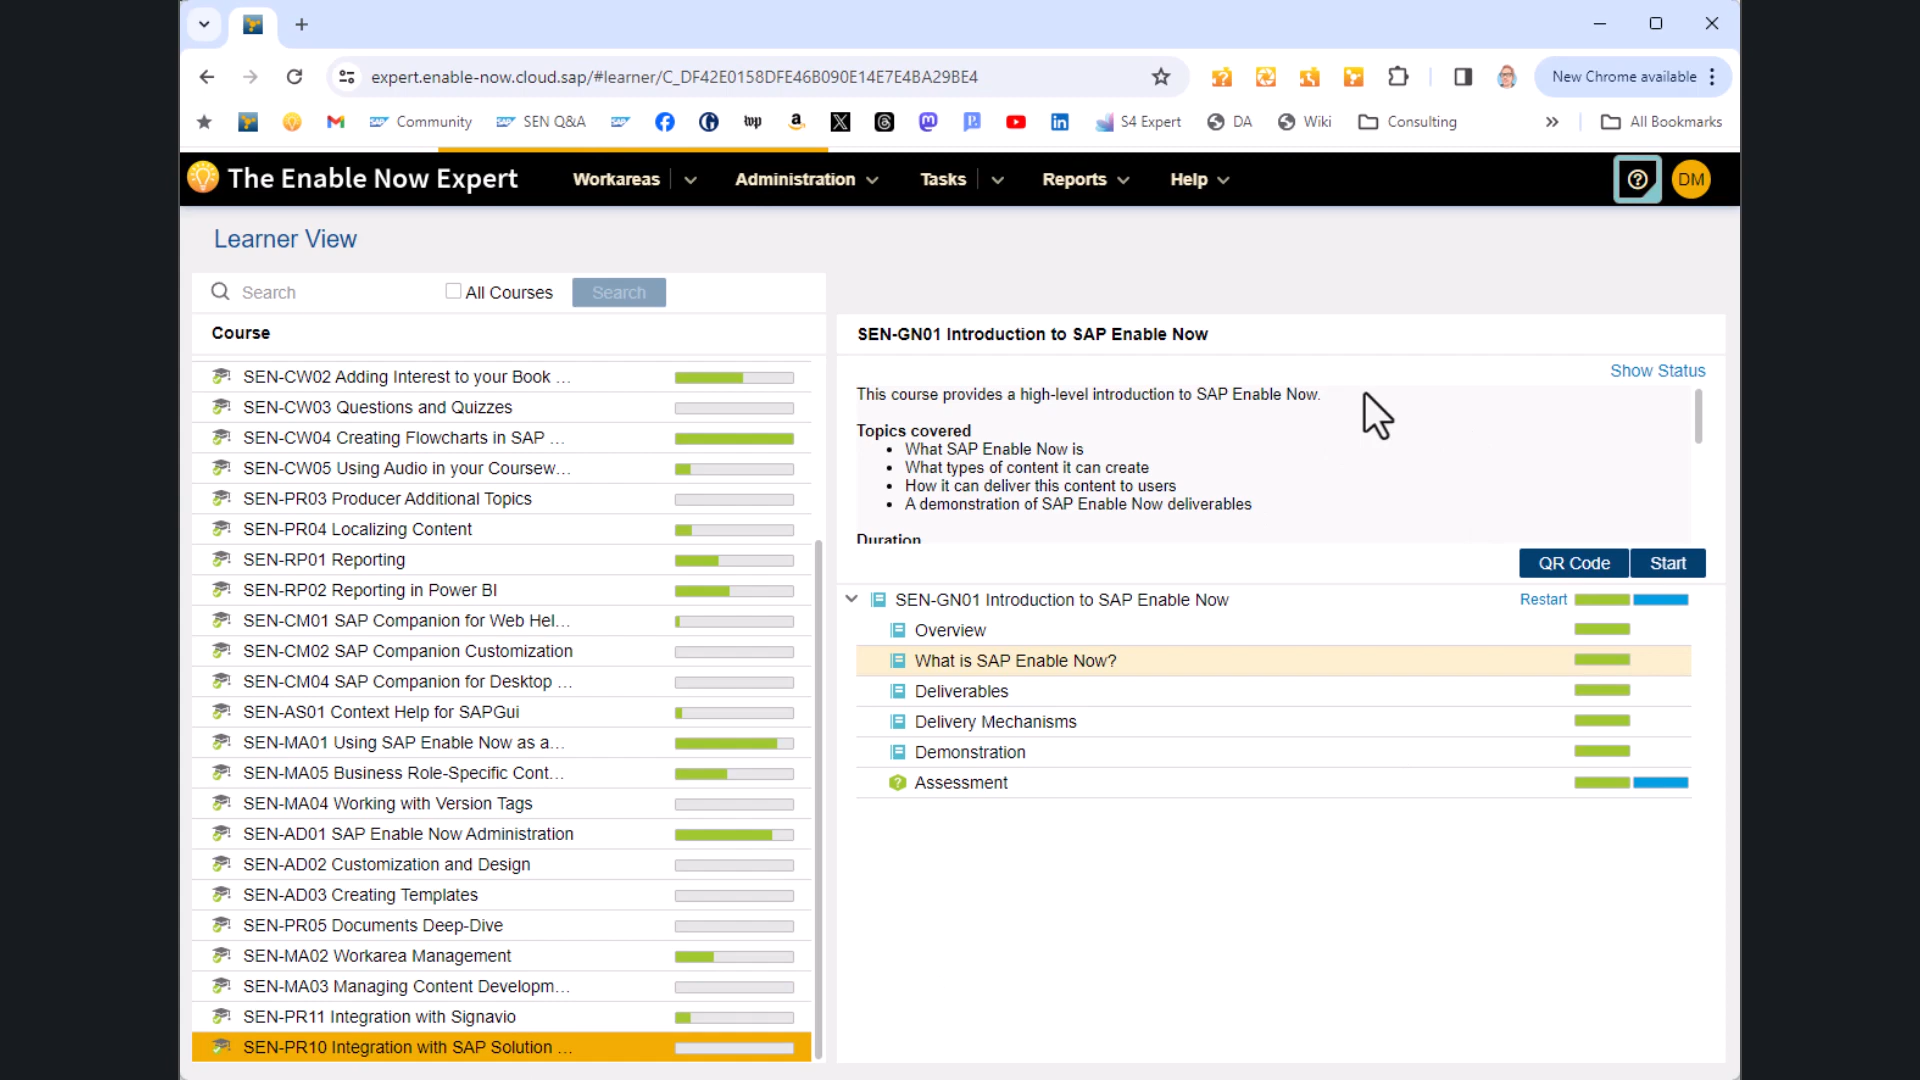 New Chrome available
expert.enable-now.cloud.sap/#learner/C_DF42E0158DFE46B090E14E7E4BA29BE4
Community
SEN Q&A
S4 Expert
DA
Wiki
Consulting
All Bookmarks
The Enable Now Expert
Workareas
Administration
Tasks
Reports
Help
DM
Learner View
Search
All Courses
Search
Course
SEN-CW02 Adding Interest to your Book ...
SEN-CW03 Questions and Quizzes
SEN-CW04 Creating Flowcharts in SAP ...
SEN-CW05 Using Audio in your Coursew...
SEN-PR03 Producer Additional Topics
SEN-PR04 Localizing Content
SEN-RP01 Reporting
SEN-RP02 Reporting in Power BI
SEN-CM01 SAP Companion for Web Hel...
SEN-CM02 SAP Companion Customization
SEN-CM04 SAP Companion for Desktop ...
SEN-AS01 Context Help for SAPGui
SEN-MA01 Using SAP Enable Now as a...
SEN-MA05 Business Role-Specific Cont...
SEN-MA04 Working with Version Tags
SEN-AD01 SAP Enable Now Administration
SEN-AD02 Customization and Design
SEN-AD03 Creating Templates
SEN-PR05 Documents Deep-Dive
SEN-MA02 Workarea Management
SEN-MA03 Managing Content Developm...
SEN-PR11 Integration with Signavio
SEN-PR10 Integration with SAP Solution ...
SEN-GN01 Introduction to SAP Enable Now
Show Status
This course provides a high-level introduction to SAP Enable Now.
Topics covered
• What SAP Enable Now is
• What types of content it can create
• How it can deliver this content to users
• A demonstration of SAP Enable Now deliverables
Duration
QR Code
Start
SEN-GN01 Introduction to SAP Enable Now
Restart
Overview
What is SAP Enable Now?
Deliverables
Delivery Mechanisms
Demonstration
Assessment